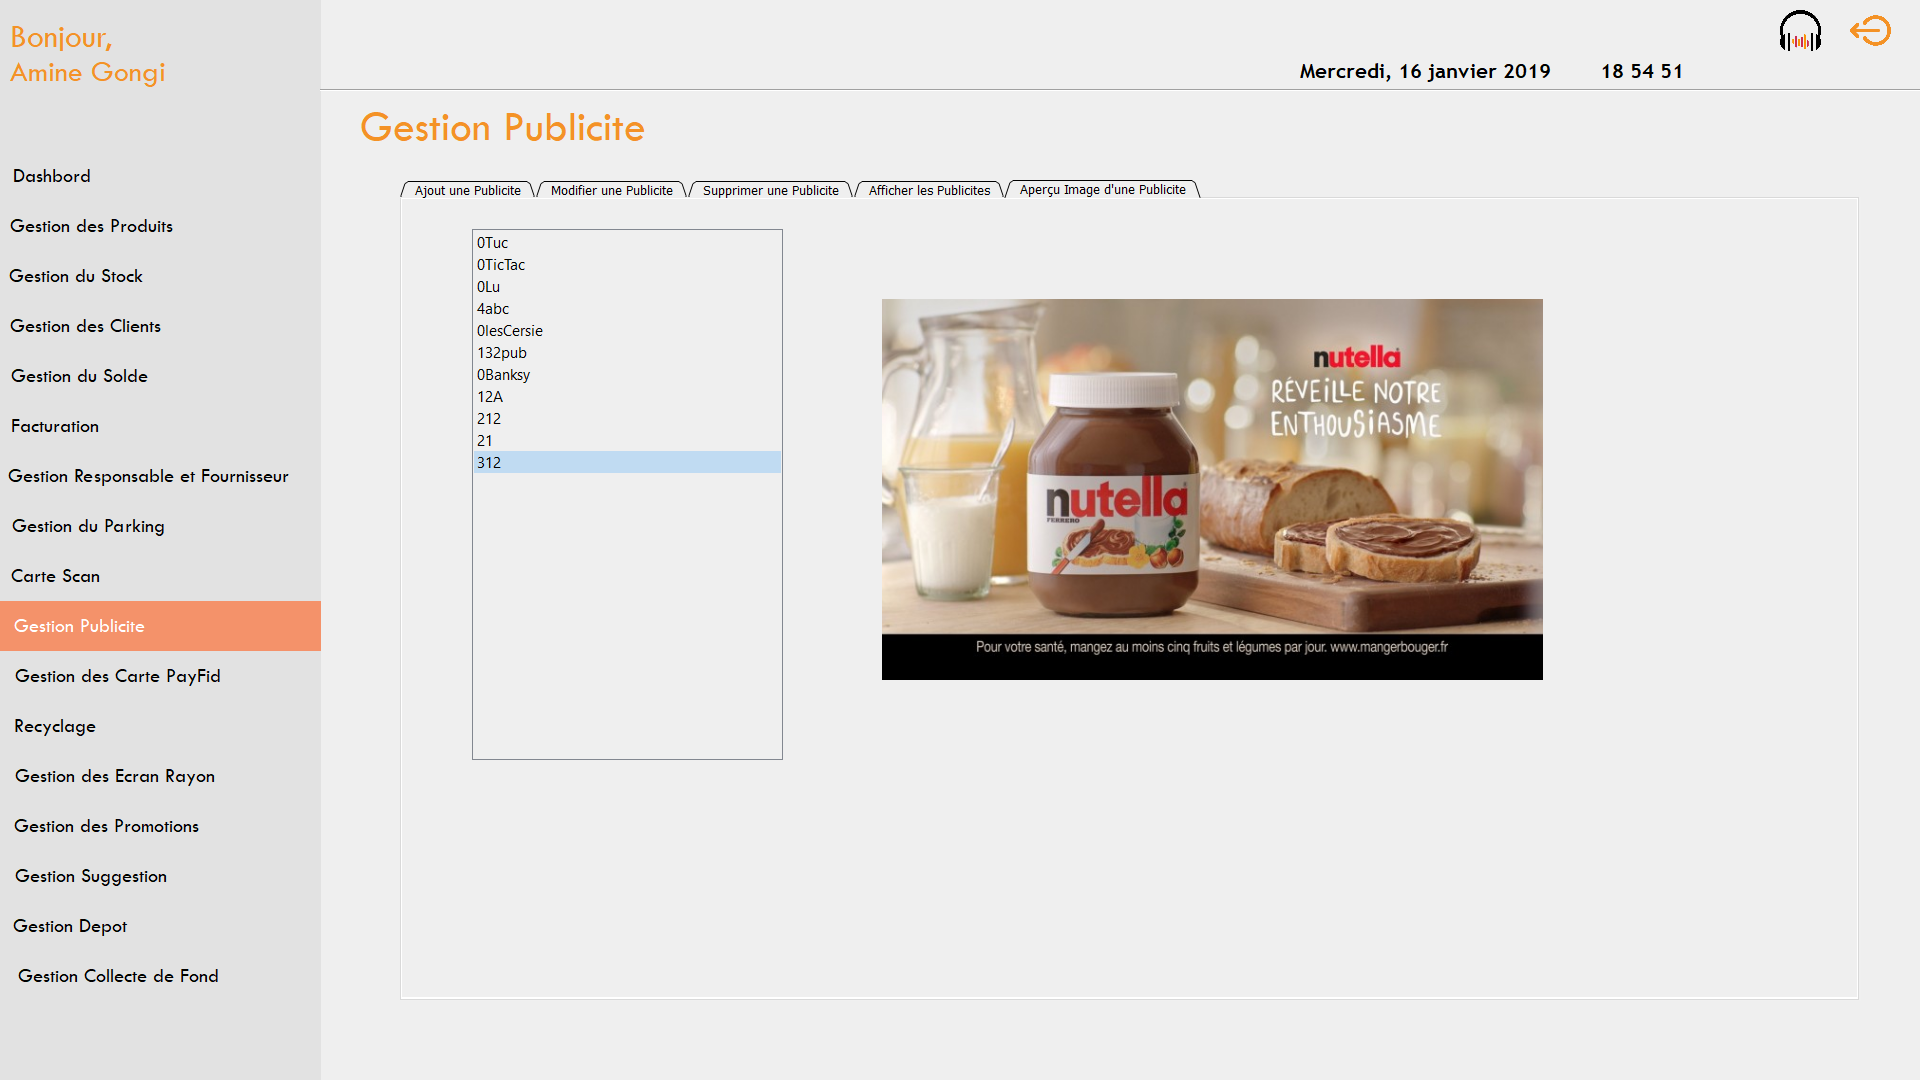 Bonjour,
Amine Gongi
Mercredi, 16 janvier 2019 18 54 51
Gestion Publicite
Dashbord
Gestion des Produits
Gestion du Stock
Gestion des Clients
Gestion du Solde
Facturation
Gestion Responsable et Fournisseur
Gestion du Parking
Carte Scan
Gestion Publicite
Gestion des Carte PayFid
Recyclage
Gestion des Ecran Rayon
Gestion des Promotions
Gestion Suggestion
Gestion Depot
Gestion Collecte de Fond
Ajout une Publicite
Modifier une Publicite
Supprimer une Publicite
Afficher les Publicites
Aperçu Image d'une Publicite
0Tuc
0TicTac
0Lu
4abc
0lesCersie
132pub
0Banksy
12A
212
21
312
nutella
RÉVEILLE NOTRE
ENTHOUSIASME
nutella
FERRERO
Pour votre santé, mangez au moins cinq fruits et légumes par jour. www.mangerbouger.fr